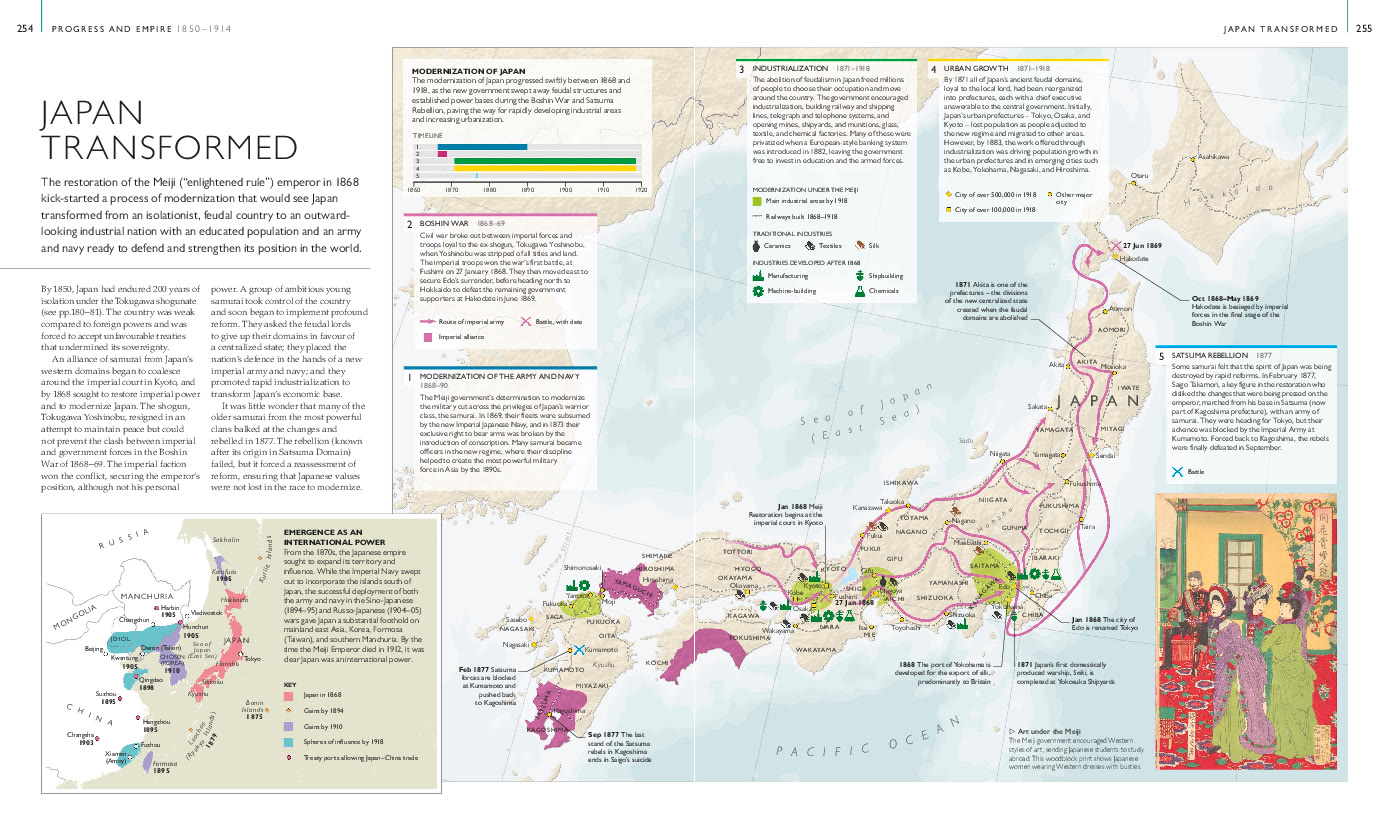 254 PROGRESS AND EMPIRE 1850–1914
JAPAN TRANSFORMED 255
JAPAN
TRANSFORMED
The restoration of the Meiji (“enlightened rule”) emperor in 1868
kick-started a process of modernization that would see Japan
transformed from an isolationist, feudal country to an outward-
looking industrial nation with an educated population and an army
and navy ready to defend and strengthen its position in the world.
By 1850, Japan had endured 200 years of
isolation under the Tokugawa shogunate
(see pp.180–81). The country was weak
compared to foreign powers and was
forced to accept unfavourable treaties
that undermined its sovereignty.
An alliance of samurai from Japan’s
western domains began to coalesce
around the imperial court in Kyoto, and
by 1868 sought to restore imperial power
and to modernize Japan. The shogun,
Tokugawa Yoshinobu, resigned in an
attempt to maintain peace but could
not prevent the clash between imperial
and government forces in the Boshin
War of 1868–69. The imperial faction
won the conflict, securing the emperor’s
position, although not his personal
power. A group of ambitious young
samurai took control of the country
and soon began to implement profound
reform. They asked the feudal lords
to give up their domains in favour of
a centralized state; they placed the
nation’s defence in the hands of a new
imperial army and navy; and they
promoted rapid industrialization to
transform Japan’s economic base.
It was little wonder that many of the
older samurai from the most powerful
clans balked at the changes and
rebelled in 1877. The rebellion (known
after its origin in Satsuma Domain)
failed, but it forced a reassessment of
reform, ensuring that Japanese values
were not lost in the race to modernize.
MODERNIZATION OF JAPAN
The modernization of Japan progressed swiftly between 1868 and
1918, as the new government swept away feudal structures and
established power bases during the Boshin War and Satsuma
Rebellion, paving the way for rapidly developing industrial areas
and increasing urbanization.
TIMELINE
1
2
3
4
5
1860 1870 1880 1890 1900 1910 1920
2 BOSHIN WAR 1868–69
Civil war broke out between imperial forces and
troops loyal to the ex-shogun, Tokugawa Yoshinobu,
when Yoshinobu was stripped of all titles and land.
The imperial troops won the war’s first battle, at
Fushimi on 27 January 1868. They then moved east to
secure Edo’s surrender, before heading north to
Hokkaido to defeat the remaining government
supporters at Hakodate in June 1869.
Route of imperial army
Battle, with date
Imperial alliance
1 MODERNIZATION OF THE ARMY AND NAVY
1868–90
The Meiji government’s determination to modernize
the military cut across the privileges of Japan’s warrior
class, the samurai. In 1869, their fleets were subsumed
by the new Imperial Japanese Navy, and in 1873 their
exclusive right to bear arms was broken by the
introduction of conscription. Many samurai became
officers in the new regime, where their discipline
helped to create the most powerful military
force in Asia by the 1890s.
3 INDUSTRIALIZATION 1871–1918
The abolition of feudalism in Japan freed millions
of people to choose their occupation and move
around the country. The government encouraged
industrialization, building railway and shipping
lines, telegraph and telephone systems, and
opening mines, shipyards, and munitions, glass,
textile, and chemical factories. Many of these were
privatized when a European-style banking system
was introduced in 1882, leaving the government
free to invest in education and the armed forces.
MODERNIZATION UNDER THE MEIJI
Main industrial areas by 1918
Railways built 1868–1918
TRADITIONAL INDUSTRIES
Ceramics
Textiles
Silk
INDUSTRIES DEVELOPED AFTER 1868
Manufacturing
Shipbuilding
Machine-building
Chemicals
4 URBAN GROWTH 1871–1918
By 1871 all of Japan’s ancient feudal domains,
loyal to the local lord, had been reorganized
into prefectures, each with a chief executive
answerable to the central government. Initially,
Japan’s urban prefectures – Tokyo, Osaka, and
Kyoto – lost population as people adjusted to
the new regime and migrated to other areas.
However, by 1883, the work offered through
industrialization was driving population growth in
the urban prefectures and in emerging cities such
as Kobe, Yokohama, Nagasaki, and Hiroshima.
City of over 500,000 in 1918
Other major
city
City of over 100,000 in 1918
Asahikawa
Otaru
Hokkaido
27 Jun 1869
Hakodate
Oct 1868–May 1869
Hakodate is besieged by imperial
forces in the final stage of the
Boshin War
1871 Akita is one of the
prefectures – the divisions
of the new centralized state
created when the feudal
domains are abolished
5 SATSUMA REBELLION 1877
Some samurai felt that the spirit of Japan was being
destroyed by rapid reforms. In February 1877,
Saigo Takamori, a key figure in the restoration who
disliked the changes that were being pressed on the
emperor, marched from his base in Satsuma (now
part of Kagoshima prefecture), with an army of
samurai. They were heading for Tokyo, but their
advance was blocked by the Imperial Army at
Kumamoto. Forced back to Kagoshima, the rebels
were finally defeated in September.
Battle
Aomori
AOMORI
Akita
AKITA
Morioka
IWATE
JAPAN
Sakata
YAMAGATA
MIYAGI
Yamagata
Sendai
Sea of Japan
(East Sea)
Sado
Niigata
NIIGATA
Fukushima
FUKUSHIMA
Taira
Honshu
ISHIKAWA
Takaoka
Kanazawa
TOYAMA
Nagano
NAGANO
GUNMA
TOCHIGI
Maebashi
IBARAKI
SAITAMA
Fukui
FUKUI
GIFU
Gifu
YAMANASHI
Edo
Chiba
CHIBA
Yokohama
Jan 1868 Meiji
Restoration begins at the
imperial court in Kyoto
SHIMANE
TOTTORI
HYOGO
KYOTO
Kyoto
SHIGA
Fushimi
27 Jan 1868
Nagoya
AICHI
SHIZUOKA
Shizuoka
Toyohashi
Ise
MIE
NARA
Osaka
Kobe
OKAYAMA
Okayama
HIROSHIMA
Hiroshima
KAGAWA
TOKUSHIMA
Wakayama
WAKAYAMA
KOCHI
YAMAGUCHI
Shimonoseki
Yawata
Moji
Fukuoka
FUKUOKA
SAGA
OITA
Sasebo
NAGASAKI
Nagasaki
Kumamoto
KUMAMOTO
Kyushu
MIYAZAKI
SATSUMA
Kagoshima
KAGOSHIMA
Tsushima Strait
Feb 1877 Satsuma
forces are blocked
at Kumamoto and
pushed back
to Kagoshima
Sep 1877 The last
stand of the Satsuma
rebels in Kagoshima
ends in Saigo’s suicide
1868 The port of Yokohama is
developed for the export of silk,
predominantly to Britain
1871 Japan’s first domestically
produced warship, Seiki, is
completed at Yokosuka Shipyards
Jan 1868 The city of
Edo is renamed Tokyo
PACIFIC OCEAN
▷ Art under the Meiji
The Meiji government encouraged Western
styles of art, sending Japanese students to study
abroad. This woodblock print shows Japanese
women wearing Western dresses with bustles.
EMERGENCE AS AN
INTERNATIONAL POWER
From the 1870s, the Japanese empire
sought to expand its territory and
influence. While the Imperial Navy swept
out to incorporate the islands south of
Japan, the successful deployment of both
the army and navy in the Sino-Japanese
(1894–95) and Russo-Japanese (1904–05)
wars gave Japan a substantial foothold on
mainland east Asia, Korea, Formosa
(Taiwan), and southern Manchuria. By the
time the Meiji Emperor died in 1912, it was
clear Japan was an international power.
KEY
Japan in 1868
Gains by 1894
Gains by 1910
Spheres of influence by 1918
Treaty ports allowing Japan–China trade
RUSSIA
Sakhalin
Karafuto
1905
Kurile Islands
MANCHURIA
MONGOLIA
Harbin
1905
Vladivostok
Hokkaido
Changchun
Hunchun
1905
JEHOL
Sea of
Japan
(East Sea)
JAPAN
Beijing
Dairen (Talien)
Kwantung
1905
CHOSEN
(KOREA)
1910
Honshu
Tokyo
Qingdao
1898
Shikoku
Kyushu
Suzhou
1895
CHINA
Hangzhou
1895
Bonin
Islands
1875
Changsha
1903
Fuzhou
Xiamen
(Amoy)
Formosa
1895
(Ryukyu Islands)
1879